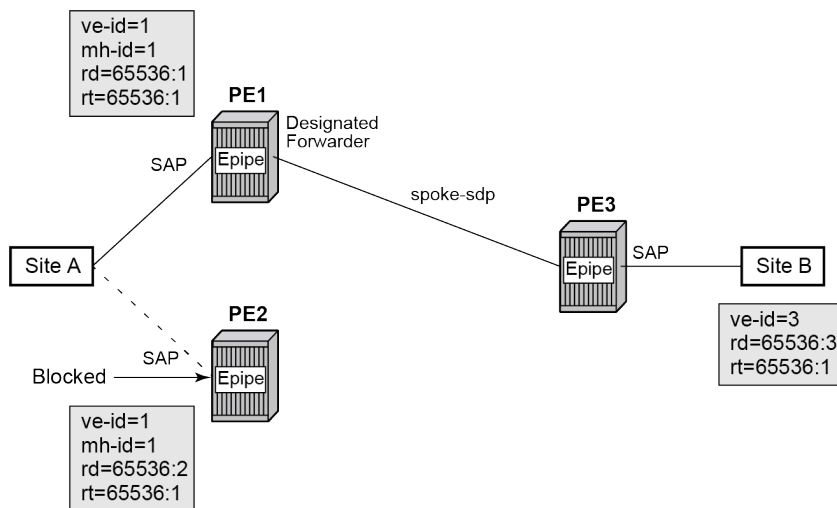 ve-id=1
mh-id=1
rd=65536:1
rt=65536:1
PE1
Designated
Forwarder
Epipe
SAP
spoke-sdp
PE3
Epipe
SAP
Site A
Site B
PE2
SAP
Epipe
Blocked
ve-id=3
rd=65536:3
rt=65536:1
ve-id=1
mh-id=1
rd=65536:2
rt=65536:1